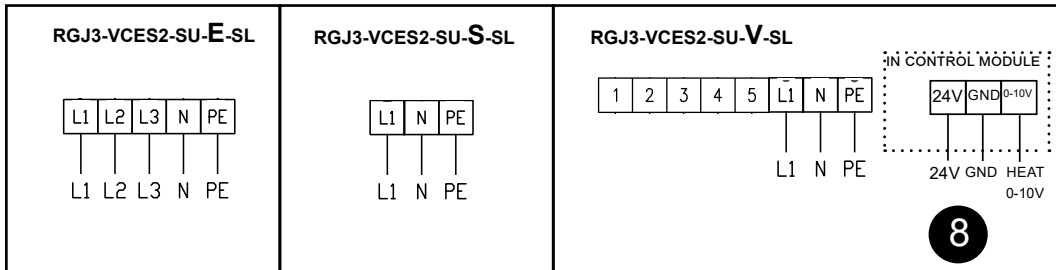 RGJ3-VCES2-SU-E-SL
L1 L2 L3 N PE
L1 L2 L3 N PE
RGJ3-VCES2-SU-S-SL
L1 N PE
L1 N PE
RGJ3-VCES2-SU-V-SL
1 2 3 4 5 L1 N PE
L1 N PE
IN CONTROL MODULE
24V GND 0-10V
24V GND HEAT
0-10V
8